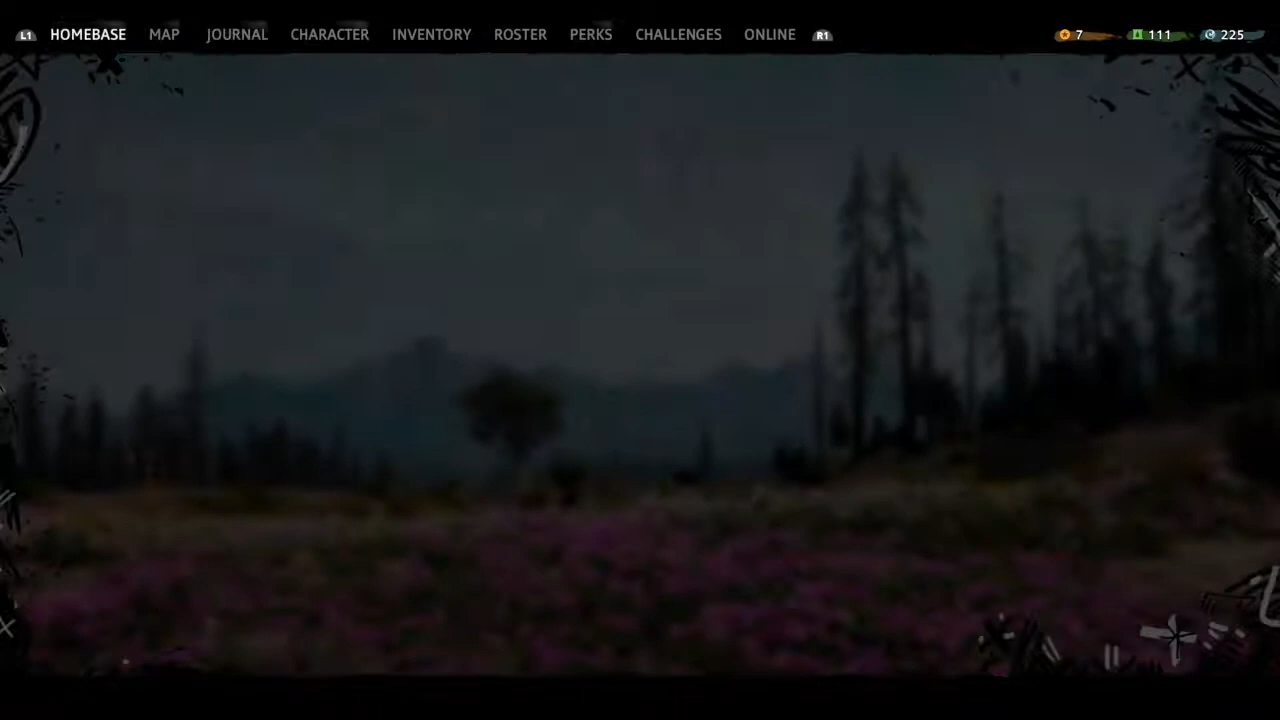 L1 HOMEBASE MAP JOURNAL CHARACTER INVENTORY ROSTER PERKS CHALLENGES ONLINE R1 7 111 225